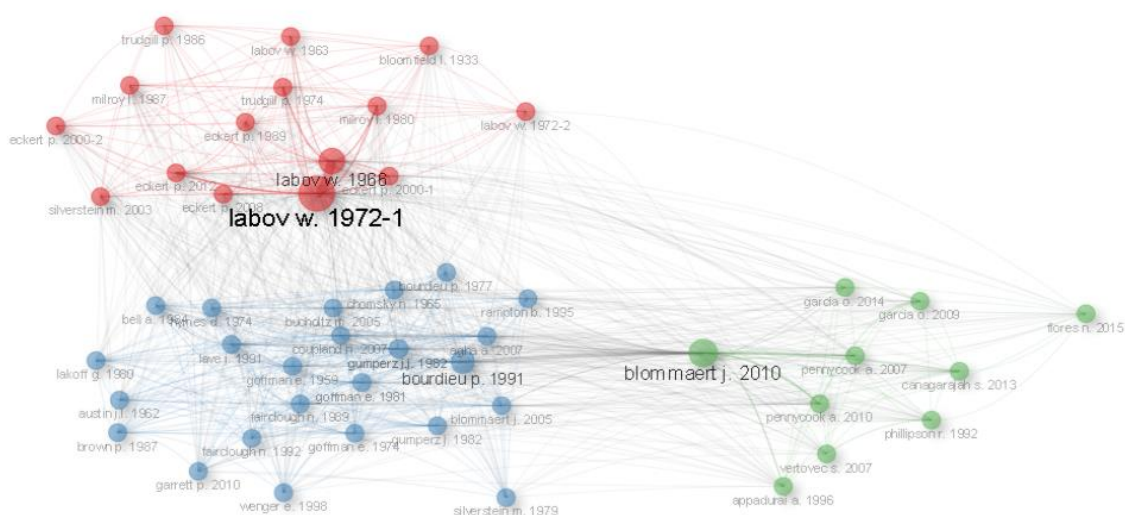 trudgill p. 1986
labov w. 1963
bloomfield l. 1933
milroy l. 1987
trudgill p. 1974
milroy l. 1980
labov w. 1972-2
eckert p. 2000-2
eckert p. 1989
eckert p. 2012
labov w. 1966
eckert p. 2000-1
silverstein m. 2003
eckert p. 2008
labov w. 1972-1
bourdieu p. 1977
chomsky n. 1965
rampton b. 1995
garcía o. 2014
garcía o. 2009
flores n. 2015
bell a. 1984
hymes d. 1974
bucholtz m. 2005
coupland n. 2007
agha a. 2007
lave j. 1991
gumperz j.j. 1982
lakoff g. 1980
goffman e. 1959
bourdieu p. 1991
blommaert j. 2010
pennycook a. 2007
canagarajah s. 2013
goffman e. 1981
austin j.l. 1962
fairclough n. 1989
blommaert j. 2005
pennycook a. 2010
phillipson r. 1992
brown p. 1987
fairclough n. 1992
goffman e. 1974
gumperz j. 1982
vertovec s. 2007
garrett p. 2010
wenger e. 1998
silverstein m. 1979
appadurai a. 1996